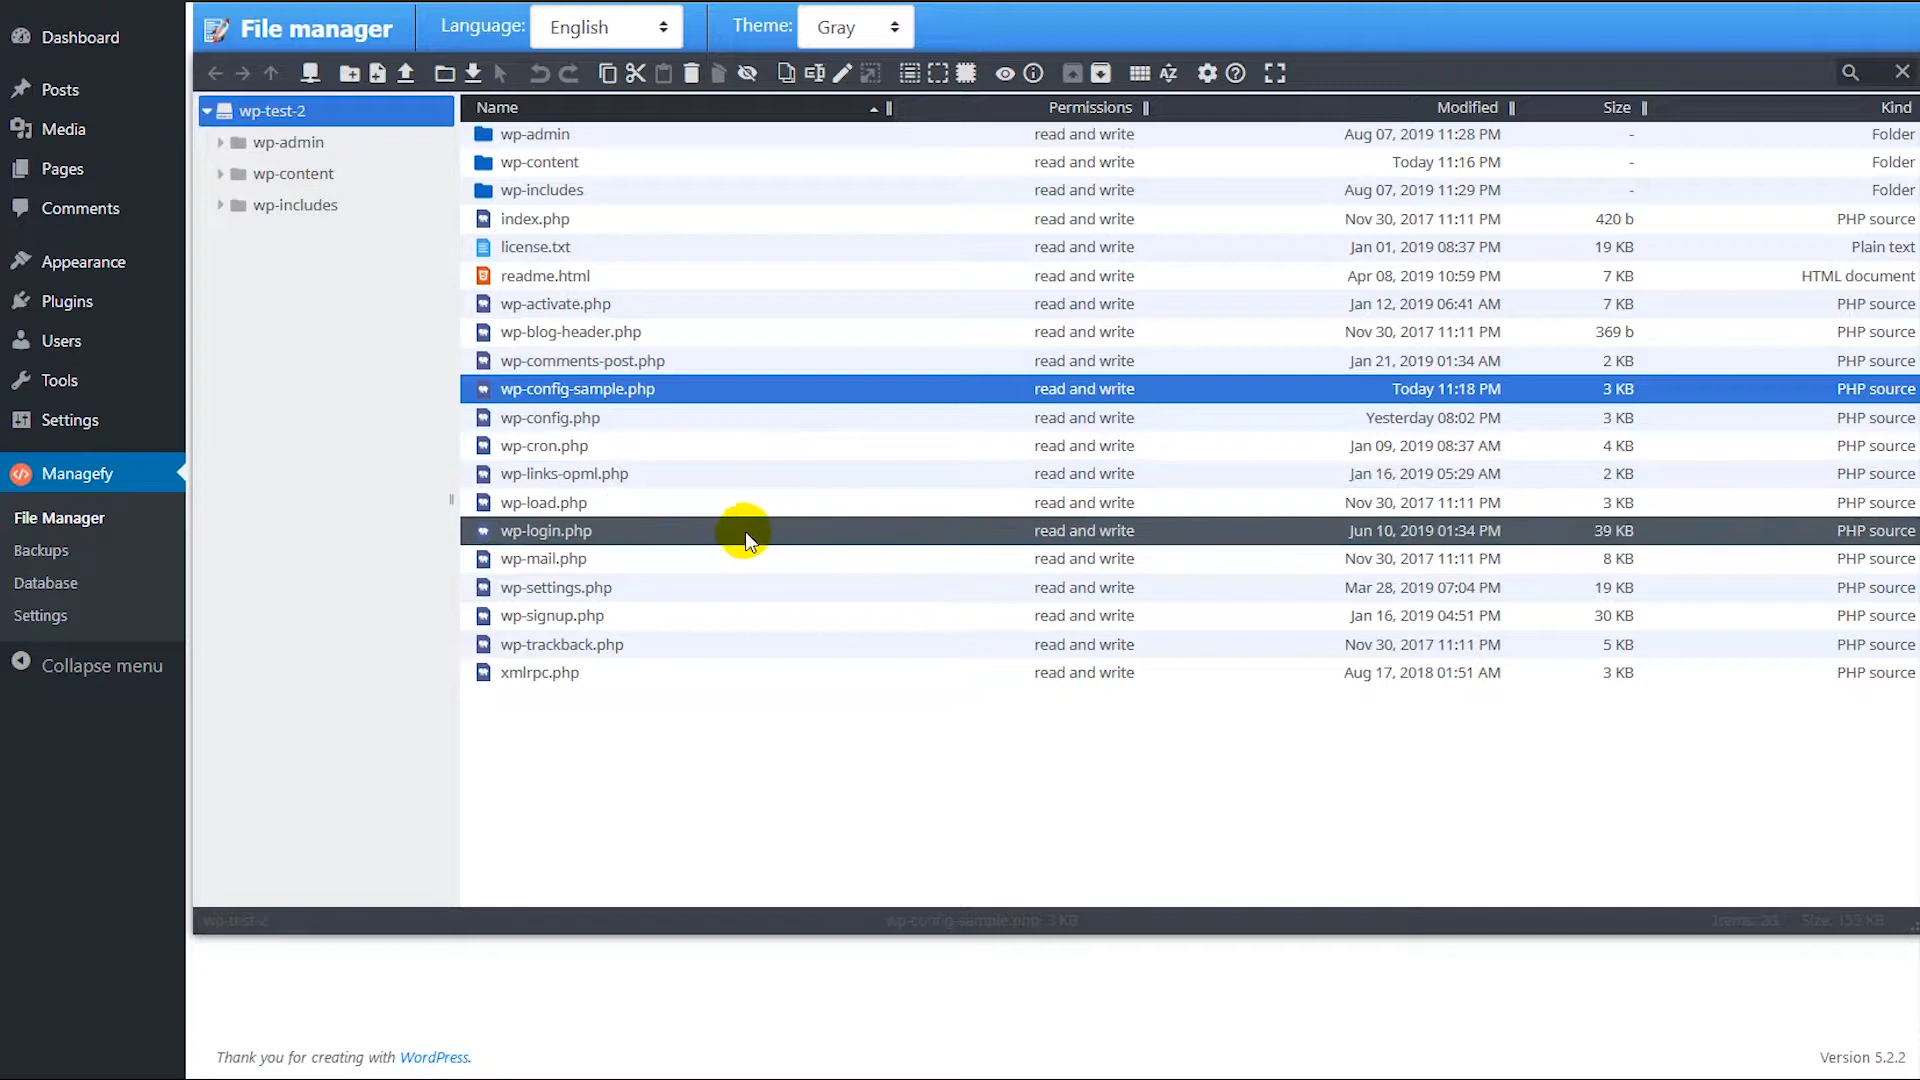 Dashboard
Posts
Media
Pages
Comments
Appearance
Plugins
Users
Tools
Settings
Managefy
File Manager
Backups
Database
Settings
Collapse menu
File manager Language: English Theme: Gray
wp-test-2
wp-admin
wp-content
wp-includes
Name Permissions Modified Size Kind
wp-admin read and write Aug 07, 2019 11:28 PM - Folder
wp-content read and write Today 11:16 PM - Folder
wp-includes read and write Aug 07, 2019 11:29 PM - Folder
index.php read and write Nov 30, 2017 11:11 PM 420 b PHP source
license.txt read and write Jan 01, 2019 08:37 PM 19 KB Plain text
readme.html read and write Apr 08, 2019 10:59 PM 7 KB HTML document
wp-activate.php read and write Jan 12, 2019 06:41 AM 7 KB PHP source
wp-blog-header.php read and write Nov 30, 2017 11:11 PM 369 b PHP source
wp-comments-post.php read and write Jan 21, 2019 01:34 AM 2 KB PHP source
wp-config-sample.php read and write Today 11:18 PM 3 KB PHP source
wp-config.php read and write Yesterday 08:02 PM 3 KB PHP source
wp-cron.php read and write Jan 09, 2019 08:37 AM 4 KB PHP source
wp-links-opml.php read and write Jan 16, 2019 05:29 AM 2 KB PHP source
wp-load.php read and write Nov 30, 2017 11:11 PM 3 KB PHP source
wp-login.php read and write Jun 10, 2019 01:34 PM 39 KB PHP source
wp-mail.php read and write Nov 30, 2017 11:11 PM 8 KB PHP source
wp-settings.php read and write Mar 28, 2019 07:04 PM 19 KB PHP source
wp-signup.php read and write Jan 16, 2019 04:51 PM 30 KB PHP source
wp-trackback.php read and write Nov 30, 2017 11:11 PM 5 KB PHP source
xmlrpc.php read and write Aug 17, 2018 01:51 AM 3 KB PHP source
wp-test-2 wp-config-sample.php, 3 KB Items: 20, Size: 155 KB
Thank you for creating with WordPress. Version 5.2.2